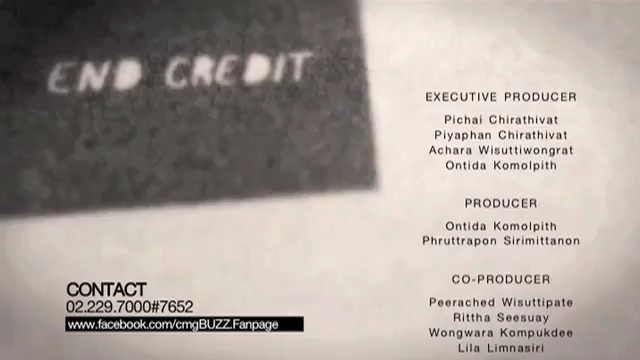 END CREDIT
EXECUTIVE PRODUCER
Pichai Chirathivat
Piyaphan Chirathivat
Achara Wisuttiwongrat
Ontida Komolpith
PRODUCER
Ontida Komolpith
Phruttrapon Sirimittanon
CO-PRODUCER
Peerached Wisuttipate
Rittha Seesuay
Wongwara Kompukdee
Lila Limnasiri
CONTACT
02.229.7000#7652
www.facebook.com/cmgBUZZ.Fanpage